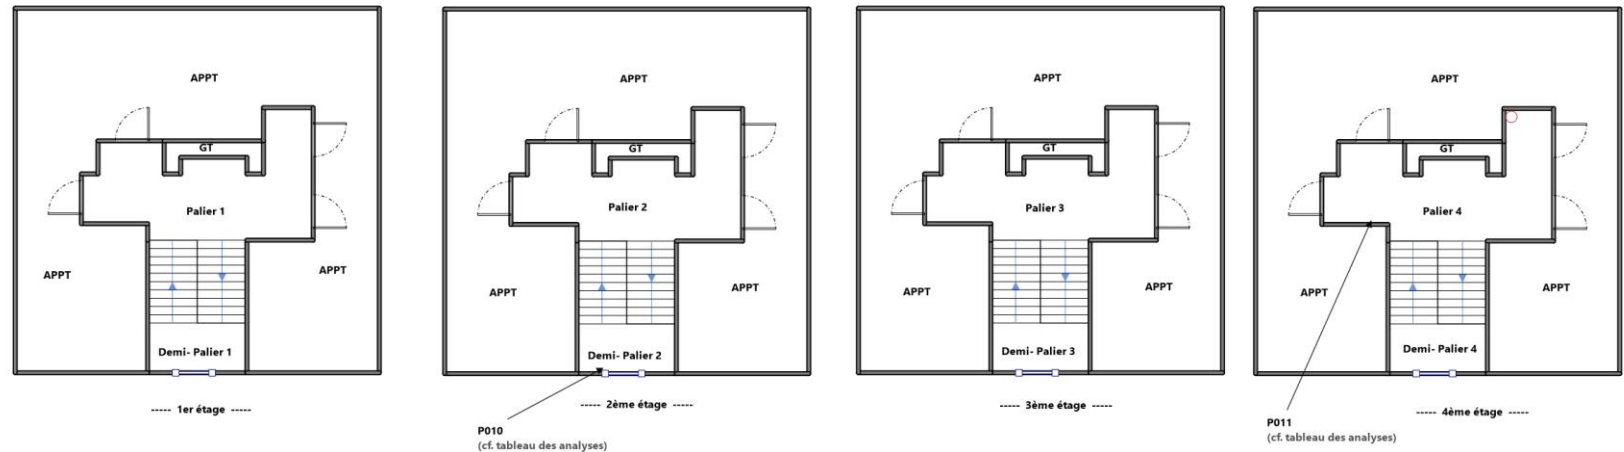 APPT
GT
Palier 1
APPT
APPT
Demi- Palier 1
----- 1er étage -----
APPT
GT
Palier 2
APPT
APPT
Demi- Palier 2
----- 2ème étage -----
P010
(cf. tableau des analyses)
APPT
GT
Palier 3
APPT
APPT
Demi- Palier 3
----- 3ème étage -----
APPT
GT
Palier 4
APPT
APPT
Demi- Palier 4
----- 4ème étage -----
P011
(cf. tableau des analyses)